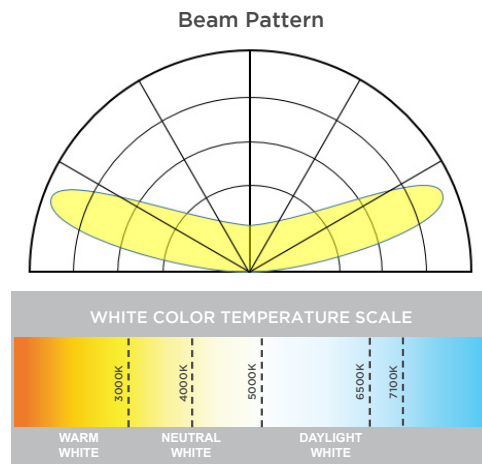 Beam Pattern
WHITE COLOR TEMPERATURE SCALE
3000K
4000K
5000K
6500K
7100K
WARM
WHITE
NEUTRAL
WHITE
DAYLIGHT
WHITE